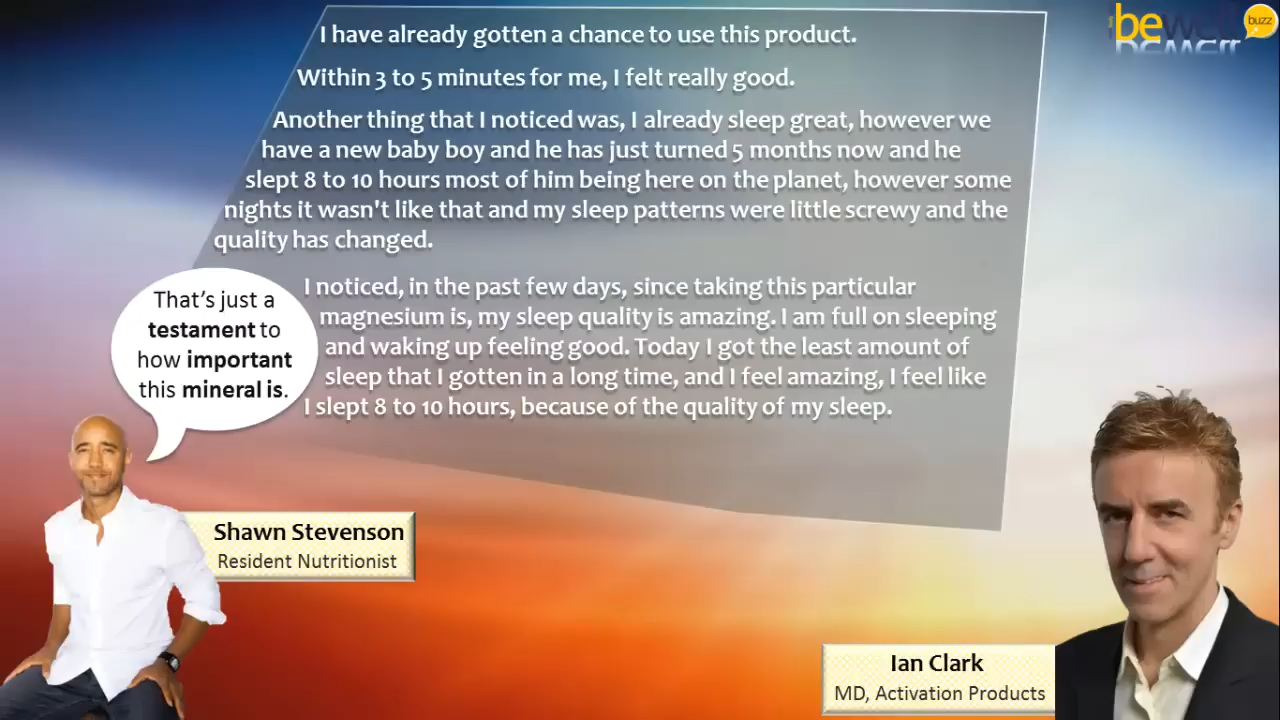 bewell
buzz
I have already gotten a chance to use this product.
Within 3 to 5 minutes for me, I felt really good.
Another thing that I noticed was, I already sleep great, however we
have a new baby boy and he has just turned 5 months now and he
slept 8 to 10 hours most of him being here on the planet, however some
nights it wasn't like that and my sleep patterns were little screwy and the
quality has changed.
I noticed, in the past few days, since taking this particular
magnesium is, my sleep quality is amazing. I am full on sleeping
and waking up feeling good. Today I got the least amount of
sleep that I gotten in a long time, and I feel amazing, I feel like
I slept 8 to 10 hours, because of the quality of my sleep.
That's just a
testament to
how important
this mineral is.
Shawn Stevenson
Resident Nutritionist
Ian Clark
MD, Activation Products